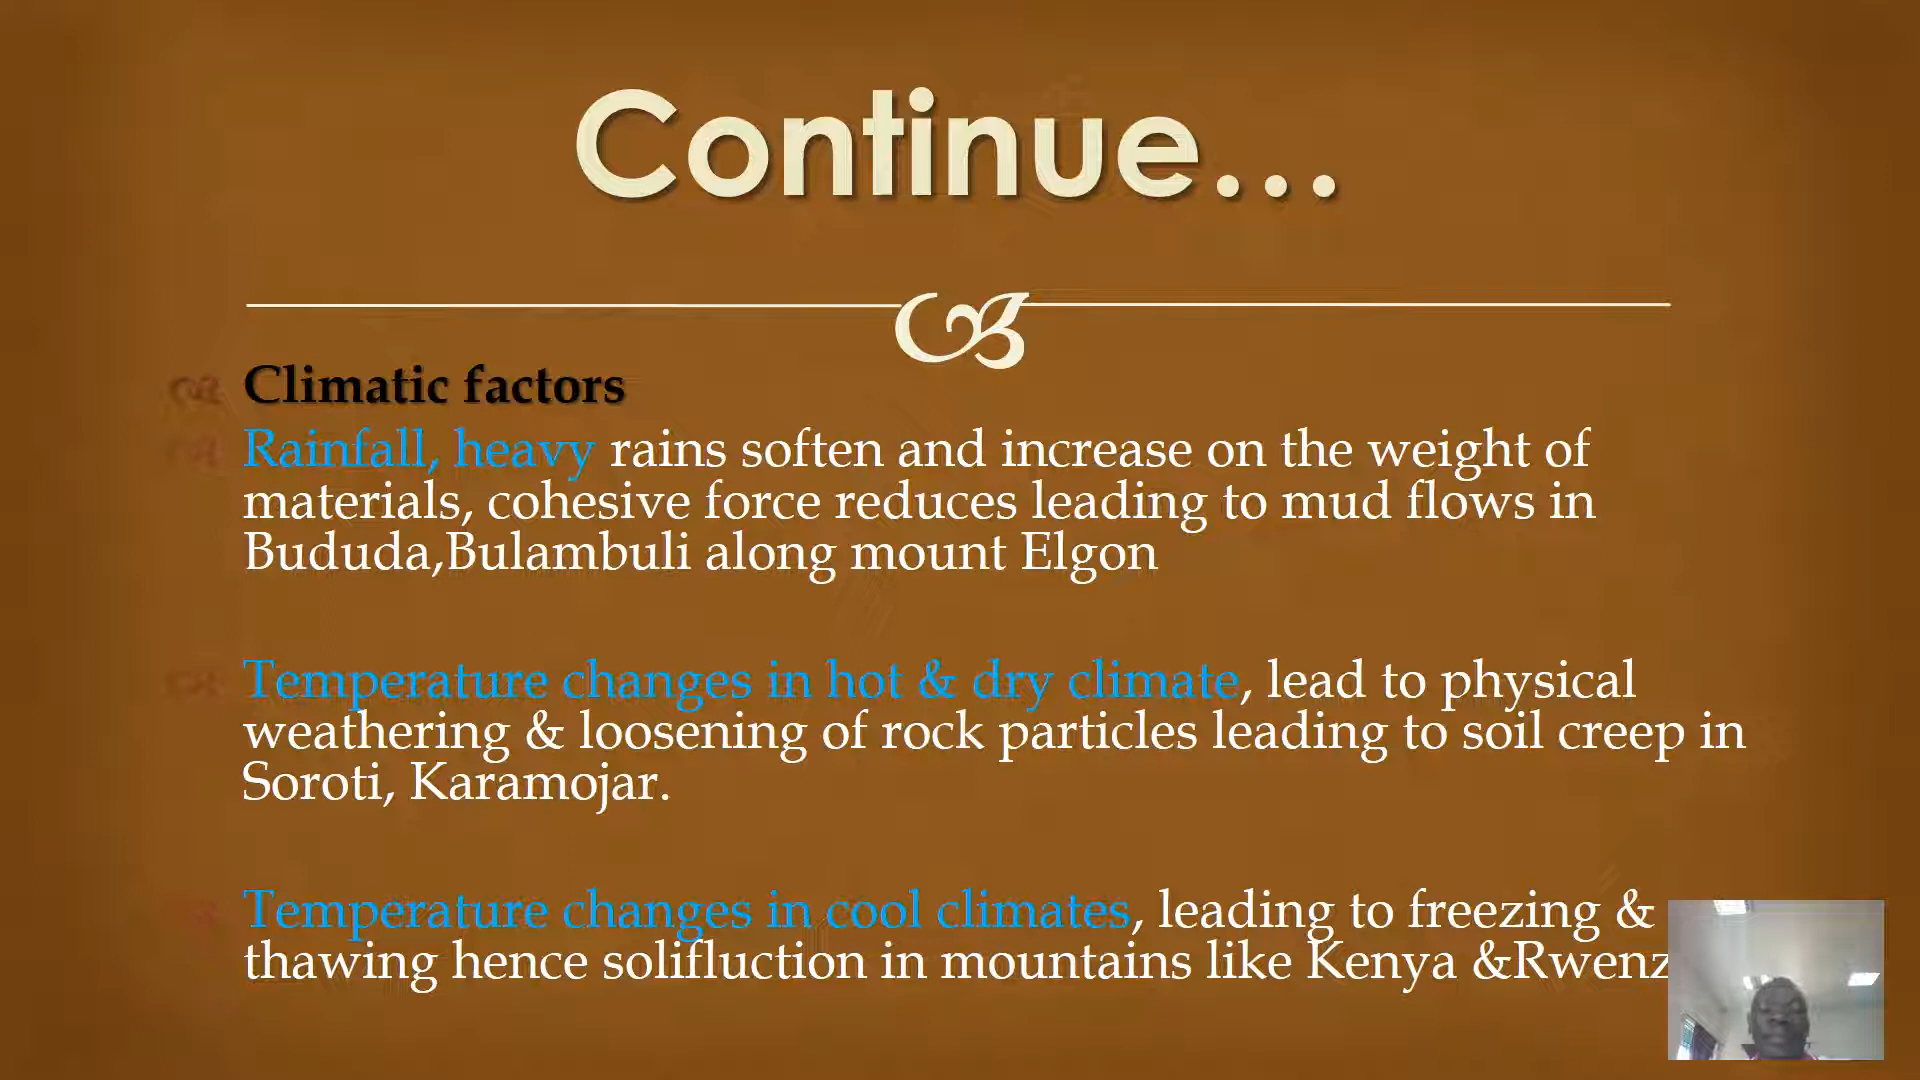 Continue…
Climatic factors
Rainfall, heavy rains soften and increase on the weight of
materials, cohesive force reduces leading to mud flows in
Bududa,Bulambuli along mount Elgon
Temperature changes in hot & dry climate, lead to physical
weathering & loosening of rock particles leading to soil creep in
Soroti, Karamojar.
Temperature changes in cool climates, leading to freezing &
thawing hence solifluction in mountains like Kenya &Rwenz